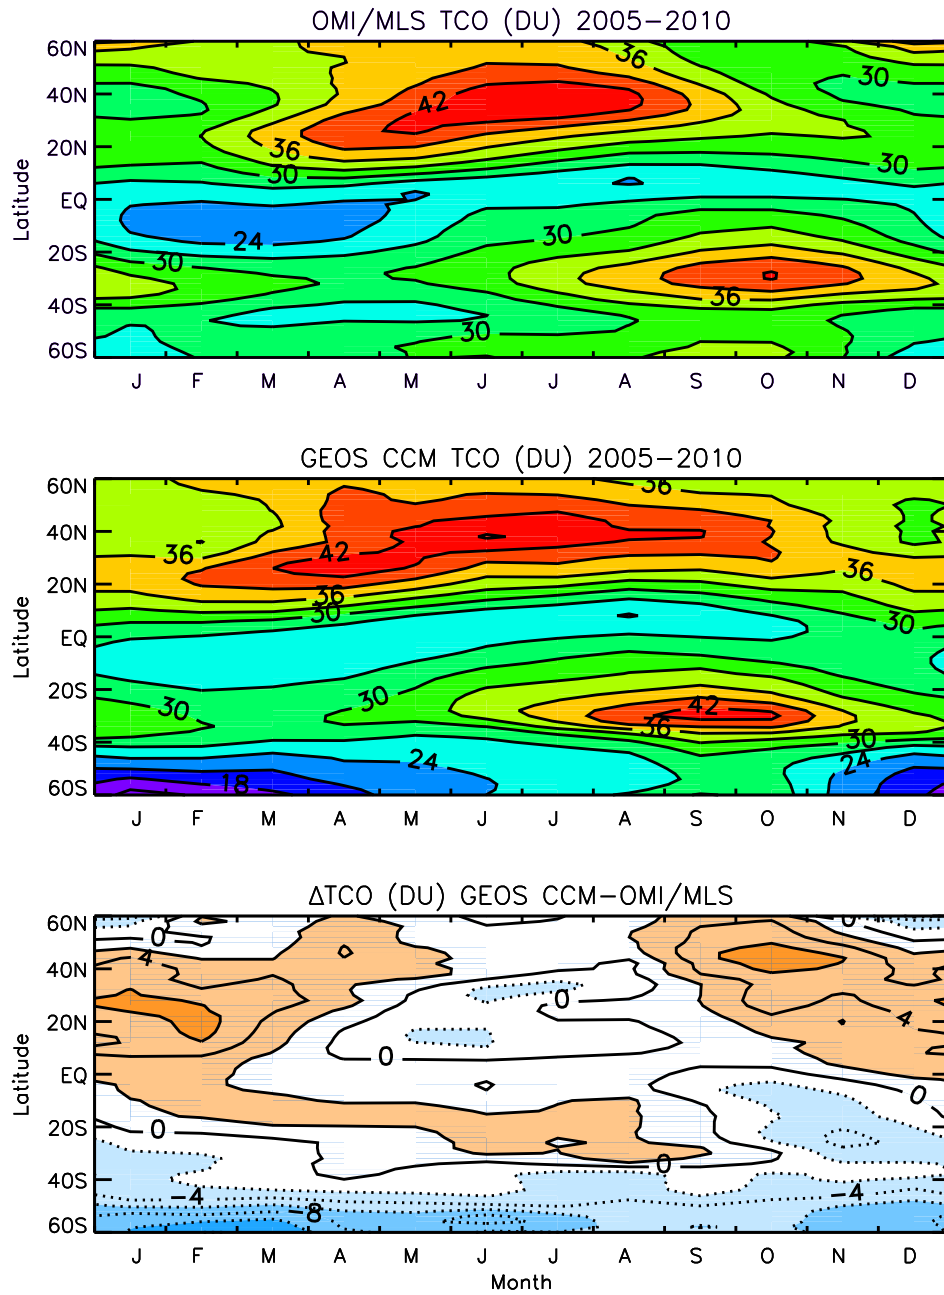 OMI/MLS TCO (DU) 2005-2010
60N
36
30
40N
42
20N
36
30
30
Latitude
EQ
24
20S
30
30
40S
36
30
60S
J F M A M J J A S O N D
GEOS CCM TCO (DU) 2005-2010
60N
36
40N
36
42
36
20N
36
30
30
Latitude
EQ
20S
30
30
42
36
30
40S
24
24
60S
18
J F M A M J J A S O N D
ΔTCO (DU) GEOS CCM-OMI/MLS
60N
0
0
4
40N
0
20N
4
0
Latitude
EQ
0
20S
0
0
40S
-4
-4
60S
-8
J F M A M J J A S O N D
Month